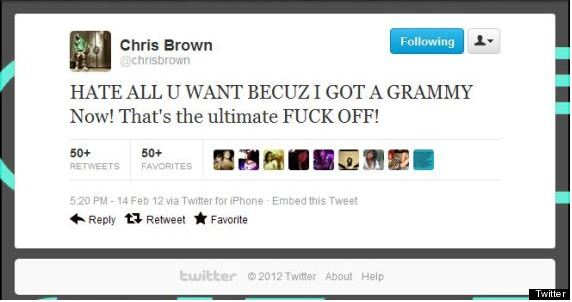 Chris Brown
@chrisbrown
Following
HATE ALL U WANT BECUZ I GOT A GRAMMY
Now! That's the ultimate FUCK OFF!
50+
RETWEETS
50+
FAVORITES
5:20 PM - 14 Feb 12 via Twitter for iPhone · Embed this Tweet
Reply Retweet Favorite
twitter © 2012 Twitter About Help
Twitter